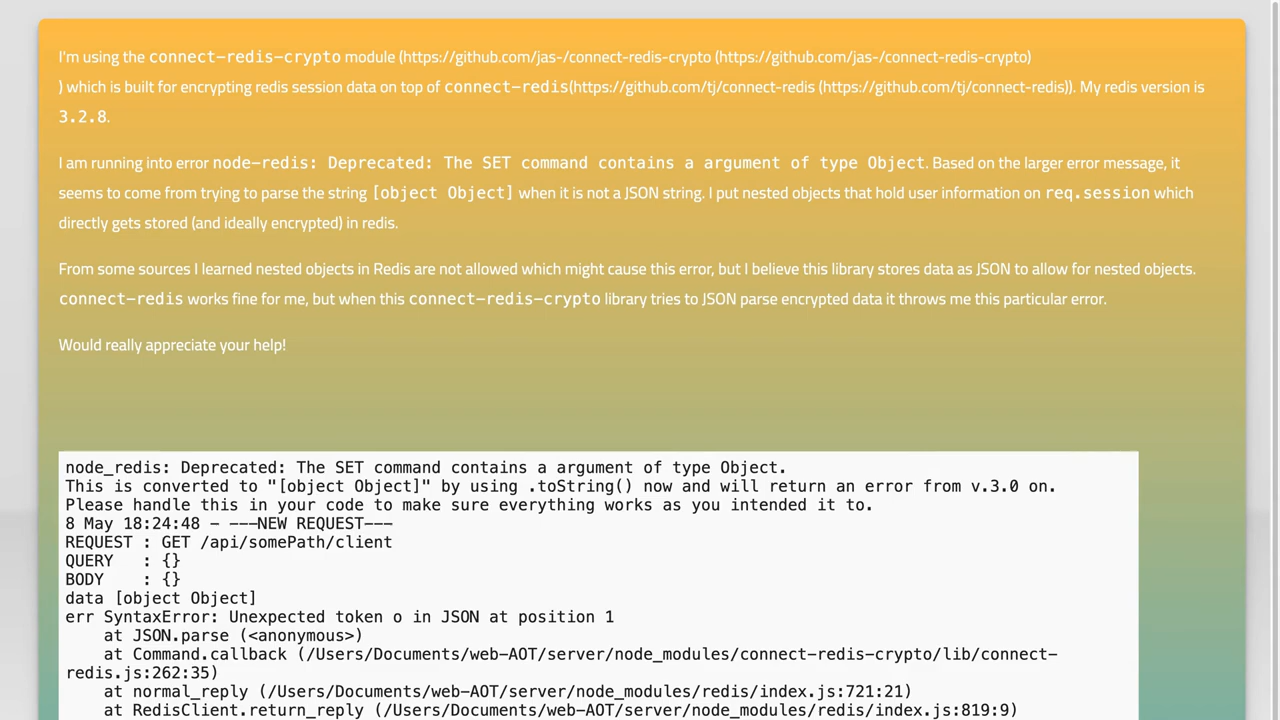 I'm using the connect-redis-crypto module (https://github.com/jas-/connect-redis-crypto (https://github.com/jas-/connect-redis-crypto)
) which is built for encrypting redis session data on top of connect-redis(https://github.com/tj/connect-redis (https://github.com/tj/connect-redis)). My redis version is
3.2.8.
I am running into error node-redis: Deprecated: The SET command contains a argument of type Object. Based on the larger error message, it
seems to come from trying to parse the string [object Object] when it is not a JSON string. I put nested objects that hold user information on req.session which
directly gets stored (and ideally encrypted) in redis.
From some sources I learned nested objects in Redis are not allowed which might cause this error, but I believe this library stores data as JSON to allow for nested objects.
connect-redis works fine for me, but when this connect-redis-crypto library tries to JSON parse encrypted data it throws me this particular error.
Would really appreciate your help!
node_redis: Deprecated: The SET command contains a argument of type Object.
This is converted to "[object Object]" by using .toString() now and will return an error from v.3.0 on.
Please handle this in your code to make sure everything works as you intended it to.
8 May 18:24:48 - ---NEW REQUEST---
REQUEST : GET /api/somePath/client
QUERY   : {}
BODY    : {}
data [object Object]
err SyntaxError: Unexpected token o in JSON at position 1
    at JSON.parse (<anonymous>)
    at Command.callback (/Users/Documents/web-AOT/server/node_modules/connect-redis-crypto/lib/connect-
redis.js:262:35)
    at normal_reply (/Users/Documents/web-AOT/server/node_modules/redis/index.js:721:21)
    at RedisClient.return_reply (/Users/Documents/web-AOT/server/node_modules/redis/index.js:819:9)